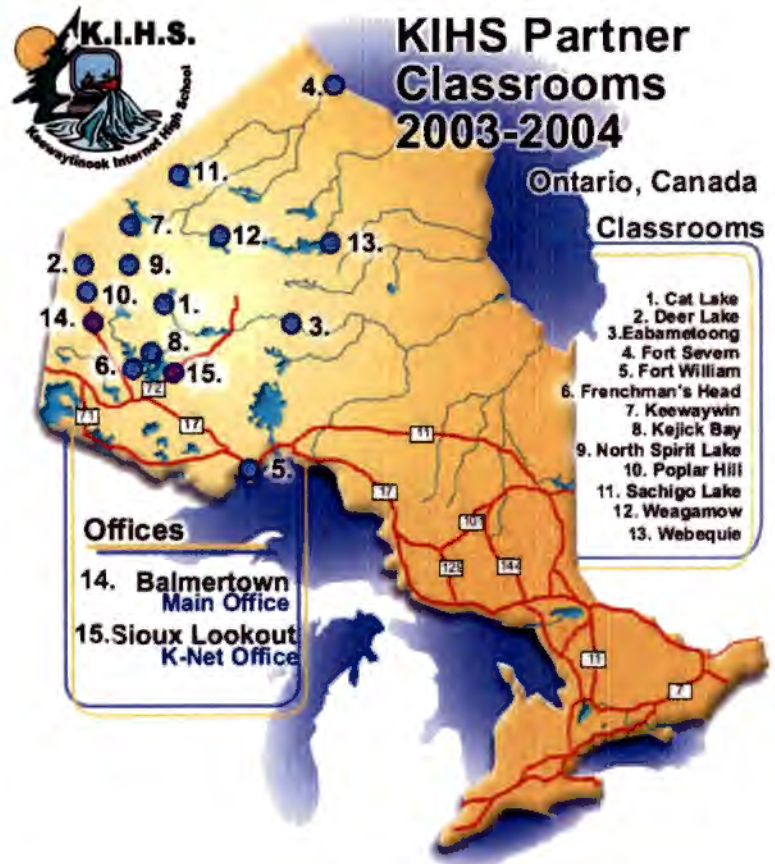 K.I.H.S.
Keewaytinook Internet High School
KIHS Partner
Classrooms
2003-2004
Ontario, Canada
Classrooms
1. Cat Lake
2. Deer Lake
3.Eabametoong
4. Fort Severn
5. Fort William
6. Frenchman's Head
7. Keewaywin
8. Kejick Bay
9. North Spirit Lake
10. Poplar Hill
11. Sachigo Lake
12. Weagamow
13. Webequie
4.
11.
7.
12.
13.
2.
9.
10.
1.
14.
3.
8.
6.
15.
72
71
17
11
5.
17
101
129
144
11
7
Offices
14. Balmertown
Main Office
15.Sioux Lookout
K-Net Office